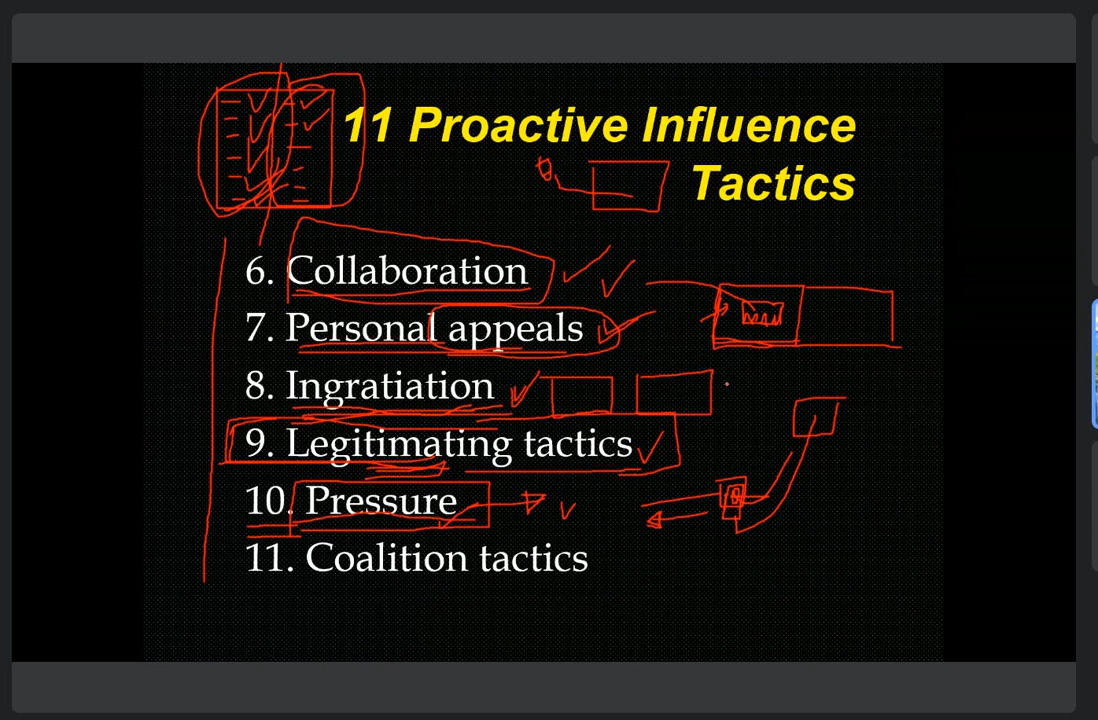 11 Proactive Influence
Tactics
6. Collaboration
7. Personal appeals
8. Ingratiation
9. Legitimating tactics
10. Pressure
11. Coalition tactics